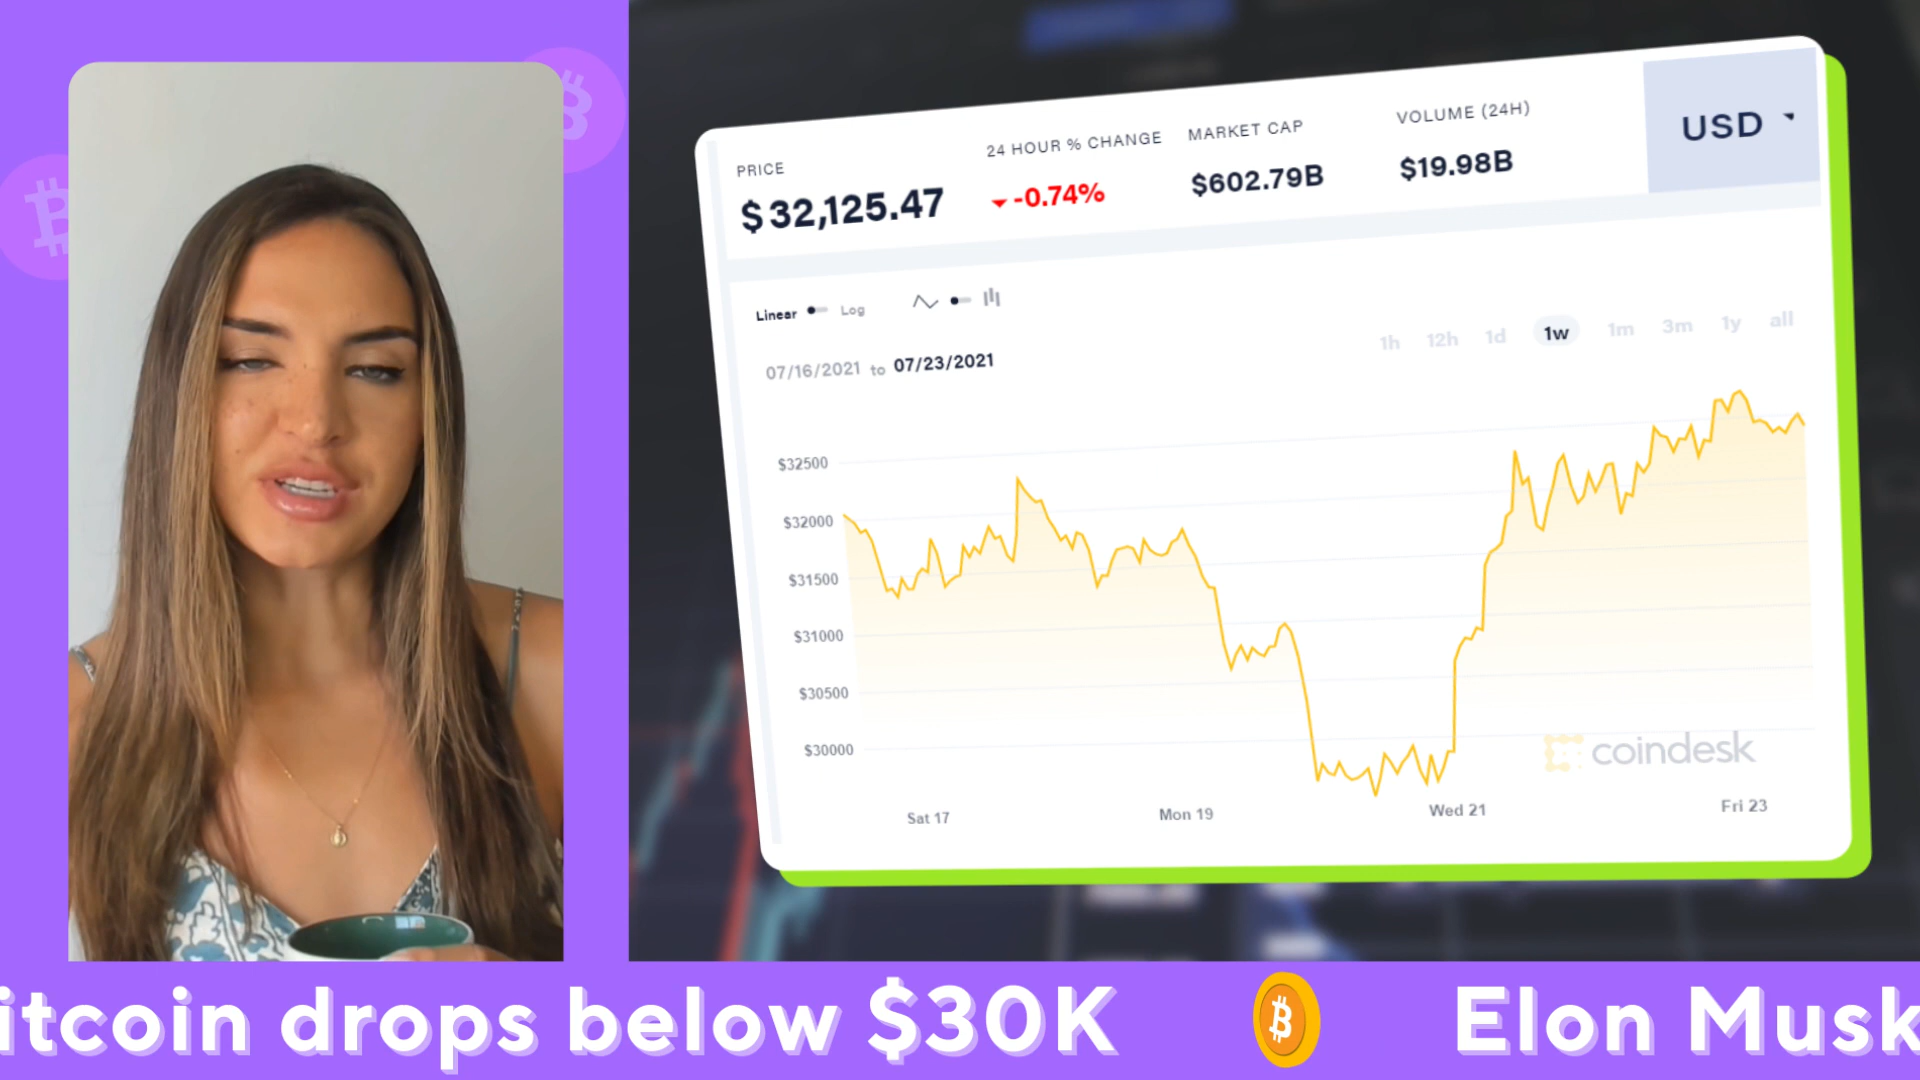 PRICE
$32,125.47
24 HOUR % CHANGE
-0.74%
MARKET CAP
$602.79B
VOLUME (24H)
$19.98B
USD
Linear
Log
07/16/2021 to 07/23/2021
1h 12h 1d 1w 1m 3m 1y all
$32500
$32000
$31500
$31000
$30500
$30000
coindesk
Sat 17
Mon 19
Wed 21
Fri 23
itcoin drops below $30K
Elon Musk